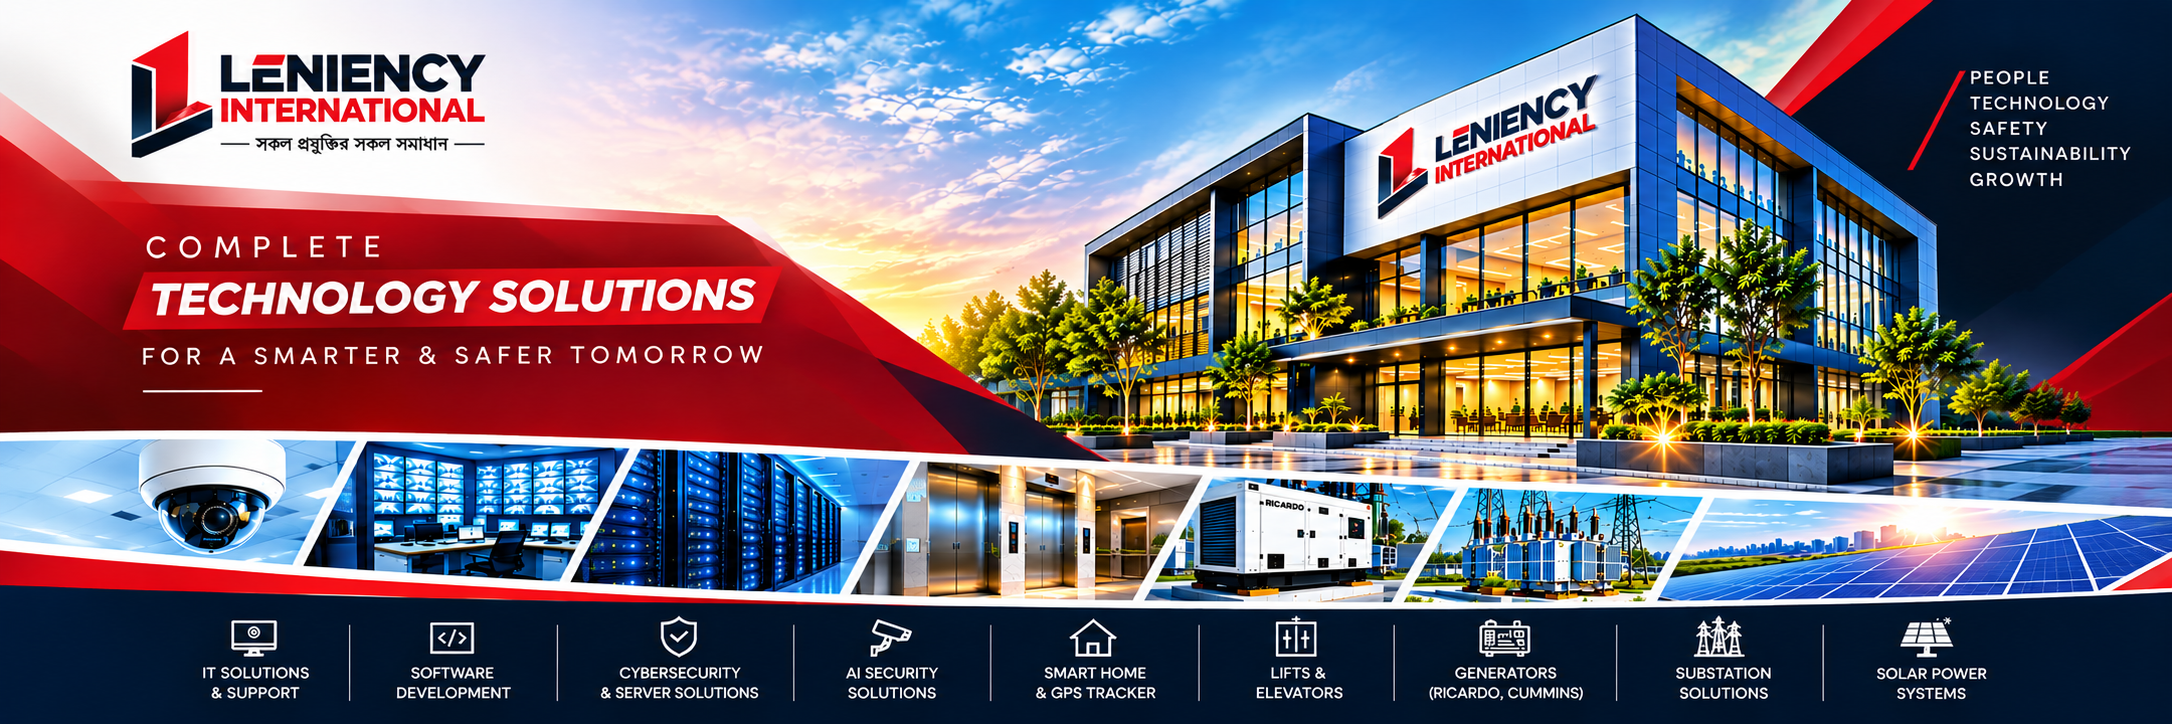 LENIENCY
INTERNATIONAL
সকল প্রযুক্তির সকল সমাধান
COMPLETE
TECHNOLOGY SOLUTIONS
FOR A SMARTER & SAFER TOMORROW
LENIENCY
INTERNATIONAL
PEOPLE
TECHNOLOGY
SAFETY
SUSTAINABILITY
GROWTH
RICARDO
IT SOLUTIONS
& SUPPORT
SOFTWARE
DEVELOPMENT
CYBERSECURITY
& SERVER SOLUTIONS
AI SECURITY
SOLUTIONS
SMART HOME
& GPS TRACKER
LIFTS &
ELEVATORS
GENERATORS
(RICARDO, CUMMINS)
SUBSTATION
SOLUTIONS
SOLAR POWER
SYSTEMS